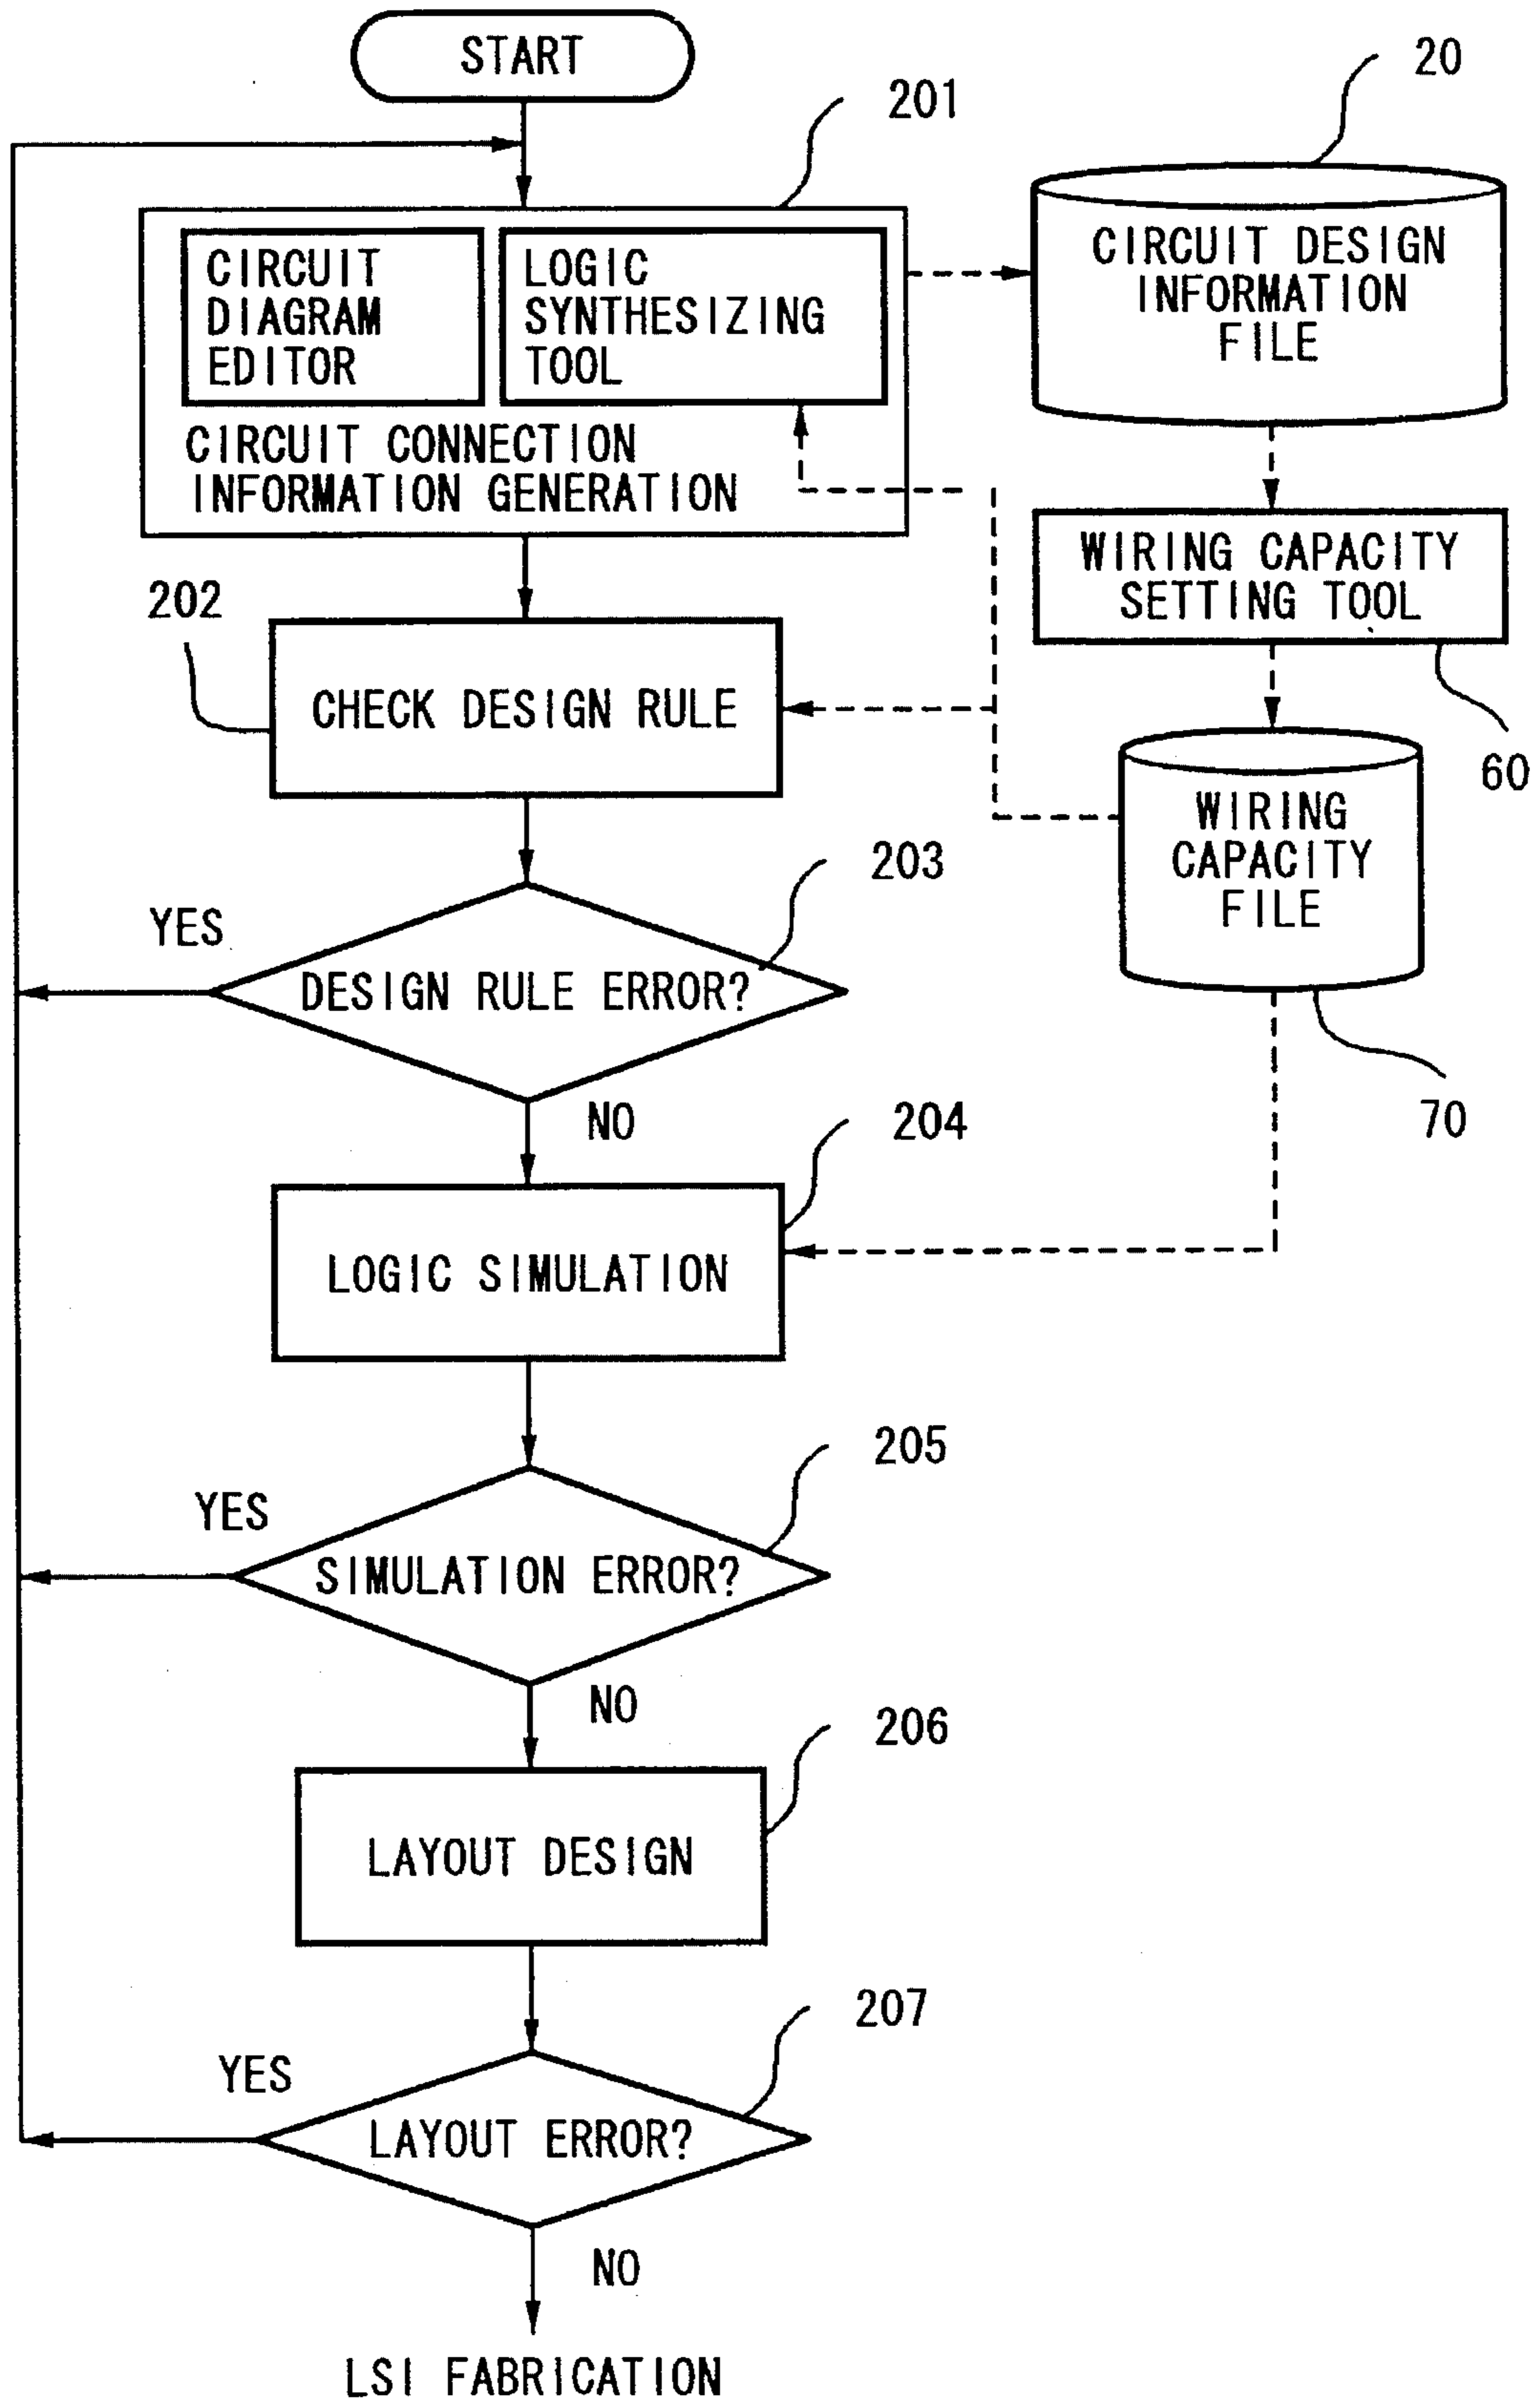 START
201
20
CIRCUIT
DIAGRAM
EDITOR
LOGIC
SYNTHESIZING
TOOL
CIRCUIT CONNECTION
INFORMATION GENERATION
CIRCUIT DESIGN
INFORMATION
FILE
WIRING CAPACITY
SETTING TOOL
60
202
CHECK DESIGN RULE
WIRING
CAPACITY
FILE
70
203
YES
DESIGN RULE ERROR?
NO
204
LOGIC SIMULATION
205
YES
SIMULATION ERROR?
NO
206
LAYOUT DESIGN
207
YES
LAYOUT ERROR?
NO
LSI FABRICATION